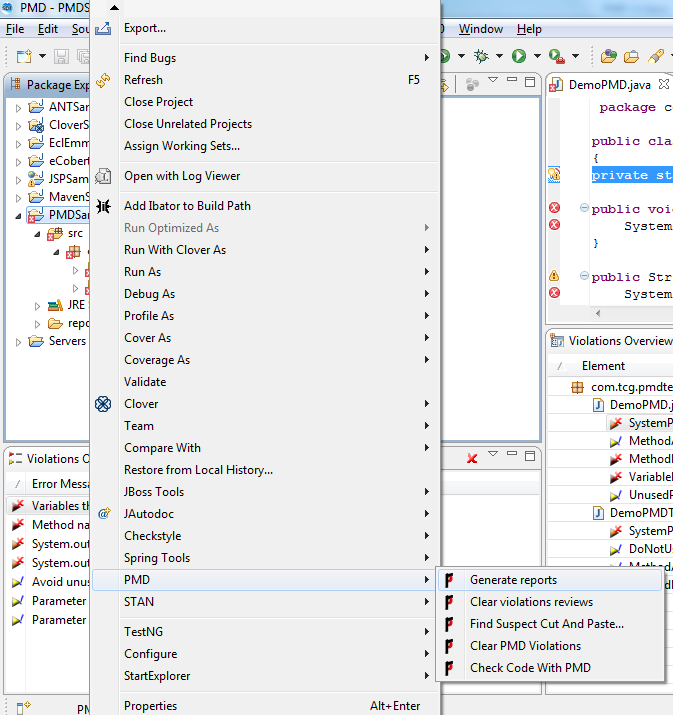 PMD - PMDS
File Edit Sou
Window Help
Package Exp
ANTSar
CloverS
EclEmm
eCobert
JSPSam
MavenS
PMDSa
src
JRE
repo
Servers
Export...
Find Bugs
Refresh F5
Close Project
Close Unrelated Projects
Assign Working Sets...
Open with Log Viewer
Add Ibator to Build Path
Run Optimized As
Run With Clover As
Run As
Debug As
Profile As
Cover As
Coverage As
Validate
Clover
Team
Compare With
Restore from Local History...
JBoss Tools
JAutodoc
Checkstyle
Spring Tools
PMD
STAN
TestNG
Configure
StartExplorer
Properties Alt+Enter
Generate reports
Clear violations reviews
Find Suspect Cut And Paste...
Clear PMD Violations
Check Code With PMD
DemoPMD.java
package c
public clas
{
private st
public voi
System
}
public Str
System
Violations Overview
Element
com.tcg.pmdte
DemoPMD.j
SystemP
MethodA
MethodN
Variable
UnusedP
DemoPMDT
SystemP
DoNotU
Violations O
Error Messa
Variables th
Method na
System.out
System.out
Avoid unus
Parameter
Parameter
PM